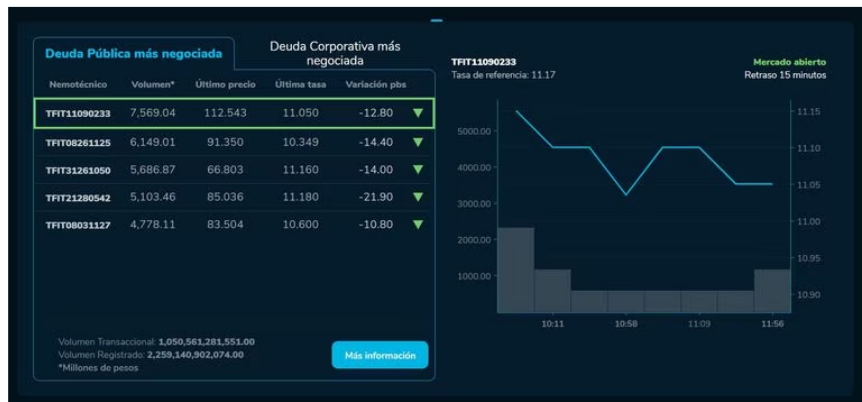 Deuda Pública más negociada
Deuda Corporativa más
negociada
Nemotécnico Volumen* Último precio Última tasa Variación pbs
TFIT11090233 7,569.04 112.543 11.050 -12.80
TFIT08261125 6,149.01 91.350 10.349 -14.40
TFIT31261050 5,686.87 66.803 11.160 -14.00
TFIT21280542 5,103.46 85.036 11.180 -21.90
TFIT08031127 4,778.11 83.504 10.600 -10.80
Volumen Transaccional: 1,050,561,281,551.00
Volumen Registrado: 2,259,140,902,074.00
*Millones de pesos
Más información
TFIT11090233
Tasa de referencia: 11.17
Mercado abierto
Retraso 15 minutos
5000.00
4000.00
3000.00
2000.00
1000.00
11.15
11.10
11.05
11.00
10.95
10.90
10:11 10:58 11:09 11:56